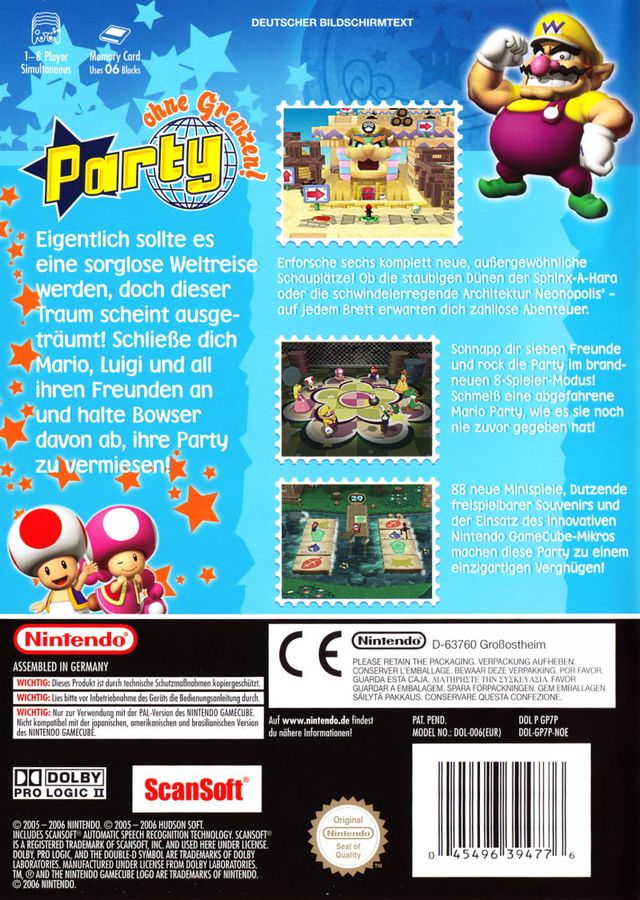 DEUTSCHER BILDSCHIRMTEXT
1–8 Player
Simultaneous
Memory Card
Uses 06 Blocks
Party
ohne Grenzen!
Eigentlich sollte es
eine sorglose Weltreise
werden, doch dieser
Traum scheint ausge-
träumt! Schließe dich
Mario, Luigi und all
ihren Freunden an
und halte Bowser
davon ab, ihre Party
zu vermiesen!
Erforsche sechs komplett neue, außergewöhnliche
Schauplätze! Ob die staubigen Dünen der Sphinx-A-Hara
oder die schwindelerregende Architektur Neonopolis' –
auf jedem Brett erwarten dich zahllose Abenteuer.
Schnapp dir sieben Freunde
und rock die Party im brand-
neuen 8-Spieler-Modus!
Schmeiß eine abgefahrene
Mario Party, wie es sie noch
nie zuvor gegeben hat!
29
88 neue Minispiele, Dutzende
freispielbarer Souvenirs und
der Einsatz des innovativen
Nintendo GameCube-Mikros
machen diese Party zu einem
einzigartigen Vergnügen!
Nintendo®
ASSEMBLED IN GERMANY
WICHTIG: Dieses Produkt ist durch technische Schutzmaßnahmen kopiergeschützt.
WICHTIG: Lies bitte vor Inbetriebnahme des Geräts die Bedienungsanleitung durch.
WICHTIG: Nur zur Verwendung mit der PAL-Version des NINTENDO GAMECUBE.
Nicht kompatibel mit der japanischen, amerikanischen und brasilianischen Version
des NINTENDO GAMECUBE.
CE
Nintendo® D-63760 Großostheim
PLEASE RETAIN THE PACKAGING. VERPACKUNG AUFHEBEN.
CONSERVER L'EMBALLAGE. BEWAAR DEZE VERPAKKING. POR FAVOR,
GUARDA ESTA CAJA. ΔΙΑΤΗΡΗΣΤΕ ΤΗΝ ΣΥΣΚΕΥΑΣΙΑ. FAVOR
GUARDAR A EMBALAGEM. SPARA FÖRPACKNINGEN. GEM EMBALLAGEN.
SÄILYTÄ PAKKAUS. CONSERVARE QUESTA CONFEZIONE.
Auf www.nintendo.de findest
du nähere Informationen!
PAT. PEND.
MODEL NO.: DOL-006(EUR)
DOL P GP7P
DOL-GP7P-NOE
DOLBY
PRO LOGIC II
ScanSoft®
© 2005 – 2006 NINTENDO. © 2005 – 2006 HUDSON SOFT.
INCLUDES SCANSOFT® AUTOMATIC SPEECH RECOGNITION TECHNOLOGY. SCANSOFT®
IS A REGISTERED TRADEMARK OF SCANSOFT, INC. AND USED HERE UNDER LICENSE.
DOLBY, PRO LOGIC, AND THE DOUBLE-D SYMBOL ARE TRADEMARKS OF DOLBY
LABORATORIES. MANUFACTURED UNDER LICENSE FROM DOLBY LABORATORIES.
TM, ® AND THE NINTENDO GAMECUBE LOGO ARE TRADEMARKS OF NINTENDO.
© 2006 NINTENDO.
Original
Nintendo®
Seal of
Quality
TM
0 45496 39477 6